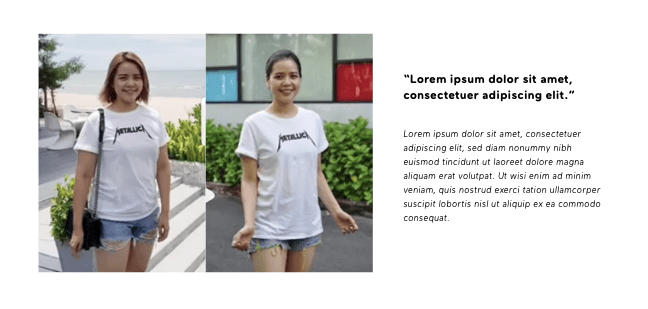 METALLICA
METALLICA
“Lorem ipsum dolor sit amet,
consectetuer adipiscing elit.”
Lorem ipsum dolor sit amet, consectetuer
adipiscing elit, sed diam nonummy nibh
euismod tincidunt ut laoreet dolore magna
aliquam erat volutpat. Ut wisi enim ad minim
veniam, quis nostrud exerci tation ullamcorper
suscipit lobortis nisl ut aliquip ex ea commodo
consequat.